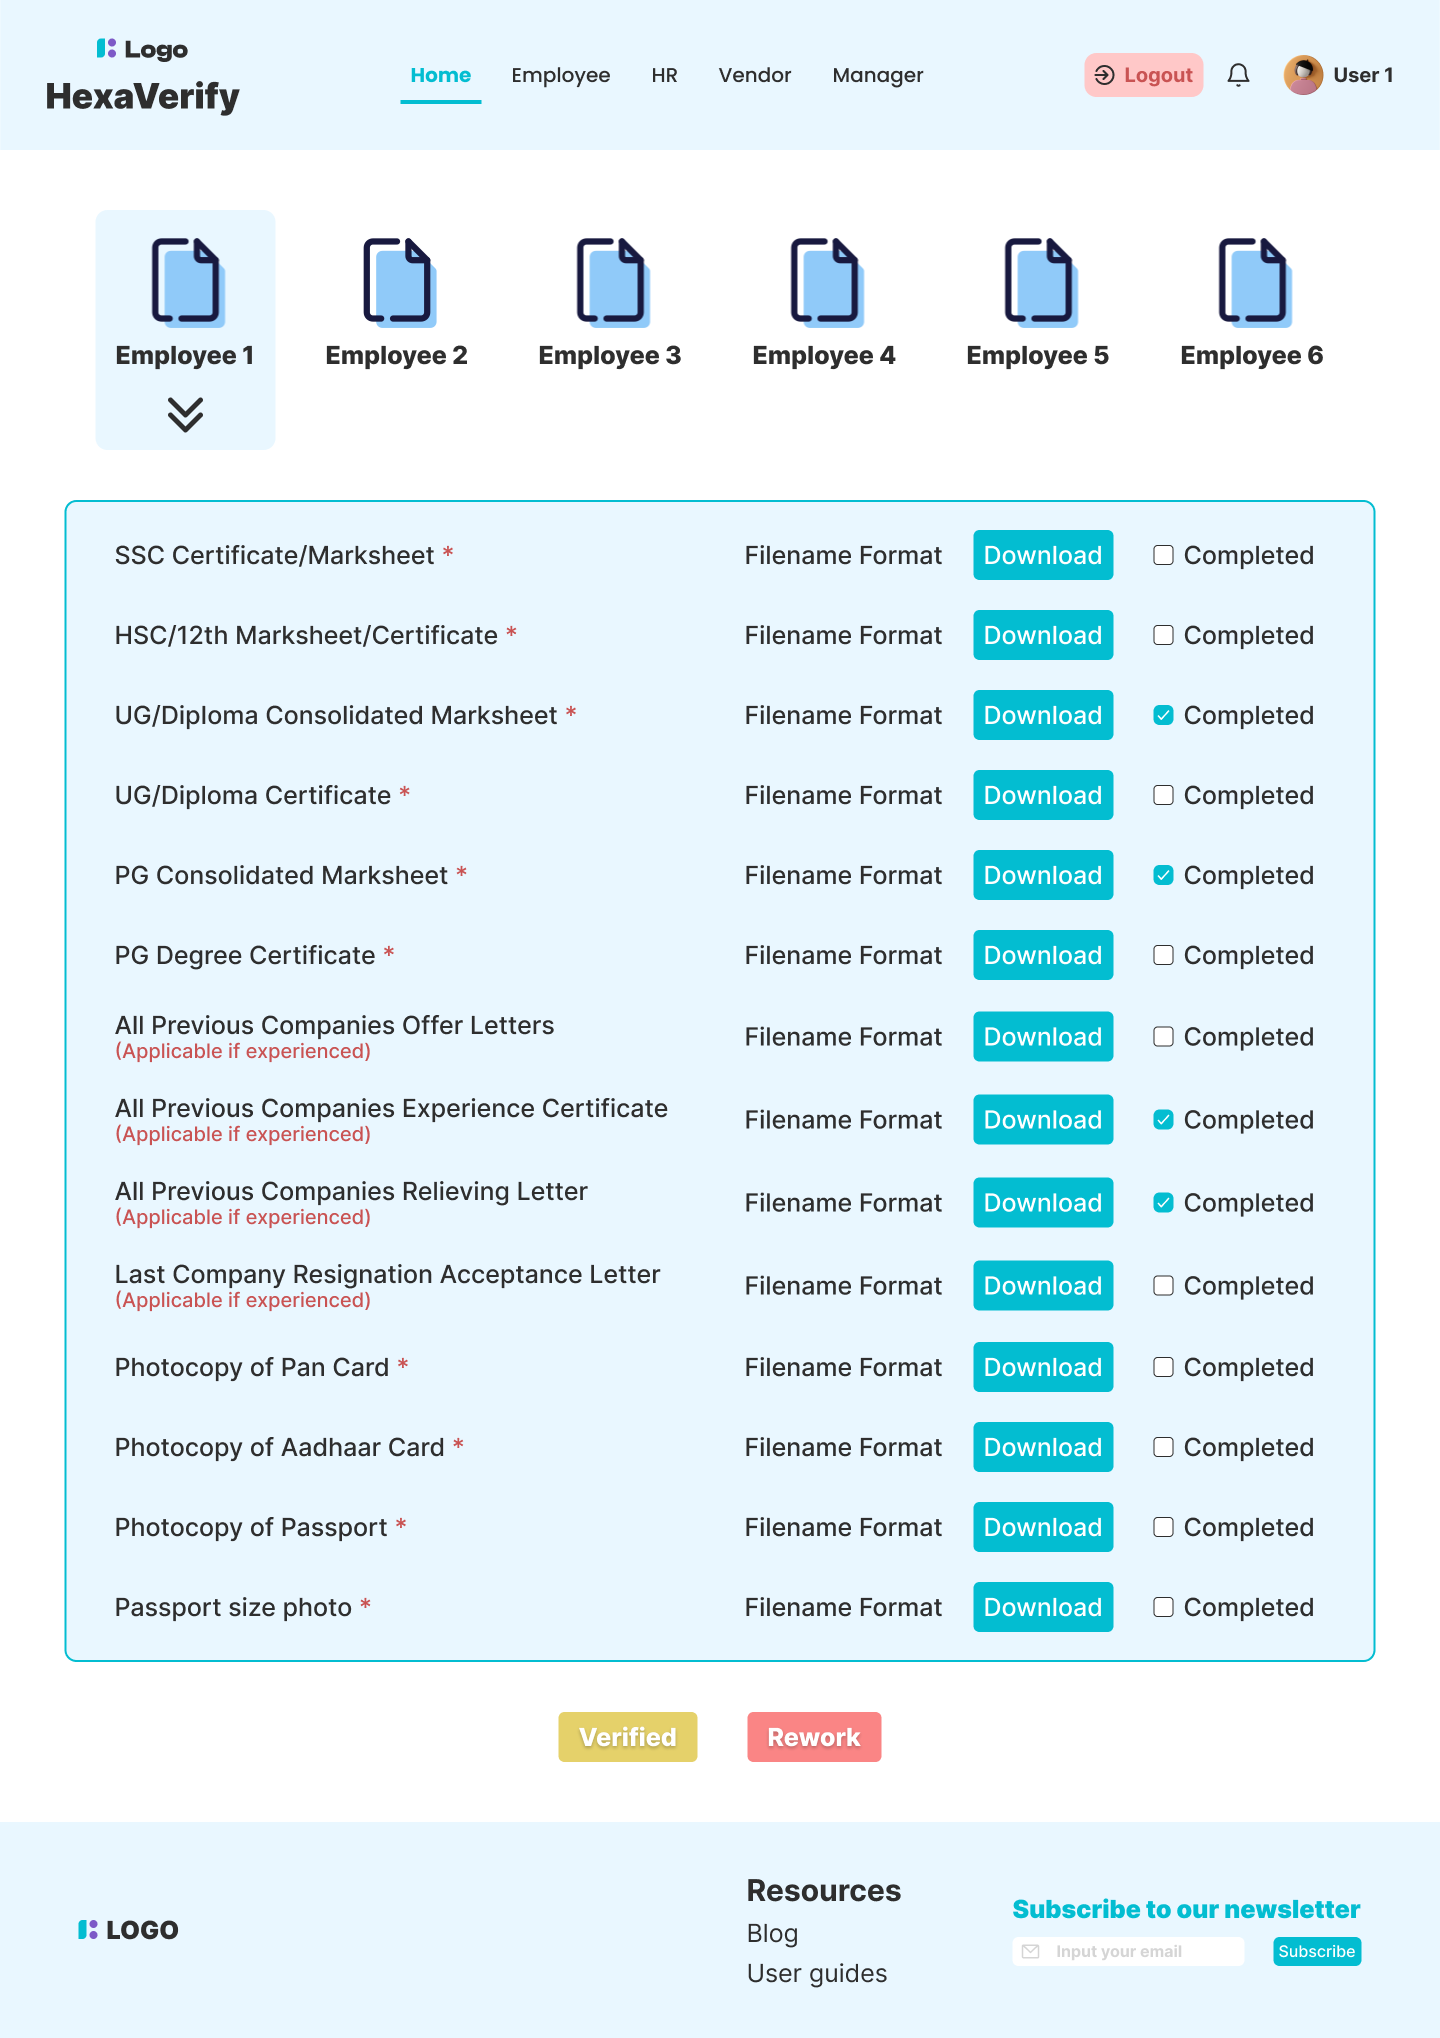 Logo
HexaVerify
Home Employee HR Vendor Manager
Logout
User 1
Employee 1 Employee 2 Employee 3 Employee 4 Employee 5 Employee 6
SSC Certificate/Marksheet * Filename Format Download Completed
HSC/12th Marksheet/Certificate * Filename Format Download Completed
UG/Diploma Consolidated Marksheet * Filename Format Download Completed
UG/Diploma Certificate * Filename Format Download Completed
PG Consolidated Marksheet * Filename Format Download Completed
PG Degree Certificate * Filename Format Download Completed
All Previous Companies Offer Letters
(Applicable if experienced)
Filename Format Download Completed
All Previous Companies Experience Certificate
(Applicable if experienced)
Filename Format Download Completed
All Previous Companies Relieving Letter
(Applicable if experienced)
Filename Format Download Completed
Last Company Resignation Acceptance Letter
(Applicable if experienced)
Filename Format Download Completed
Photocopy of Pan Card * Filename Format Download Completed
Photocopy of Aadhaar Card * Filename Format Download Completed
Photocopy of Passport * Filename Format Download Completed
Passport size photo * Filename Format Download Completed
Verified Rework
LOGO
Resources
Blog
User guides
Subscribe to our newsletter
Input your email Subscribe